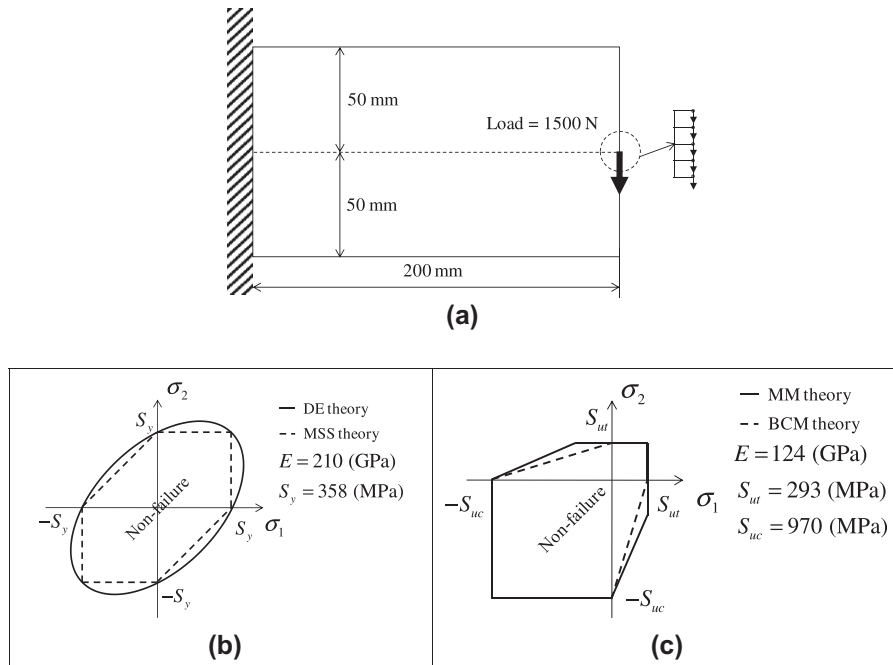 50 mm
Load = 1500 N
50 mm
200 mm
(a)
σ2
Sy
DE theory
MSS theory
E = 210 (GPa)
Sy = 358 (MPa)
Non-failure
−Sy
Sy
σ1
−Sy
(b)
σ2
Sut
MM theory
BCM theory
E = 124 (GPa)
−Suc
Sut
σ1
Sut = 293 (MPa)
Non-failure
Suc = 970 (MPa)
−Suc
(c)